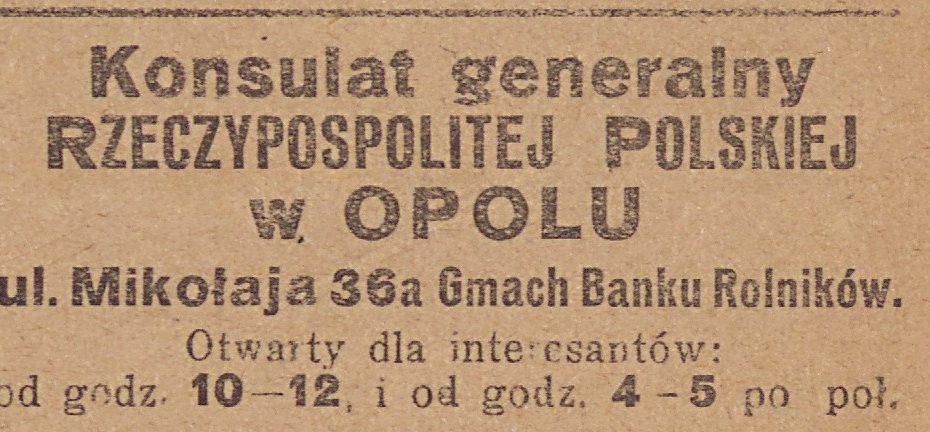 Konsulat generalny
RZECZYPOSPOLITEJ POLSKIEJ
w OPOLU
ul. Mikołaja 36a Gmach Banku Rolników.
Otwarty dla interesantów:
od godz. 10—12, i od godz. 4-5 po poł.